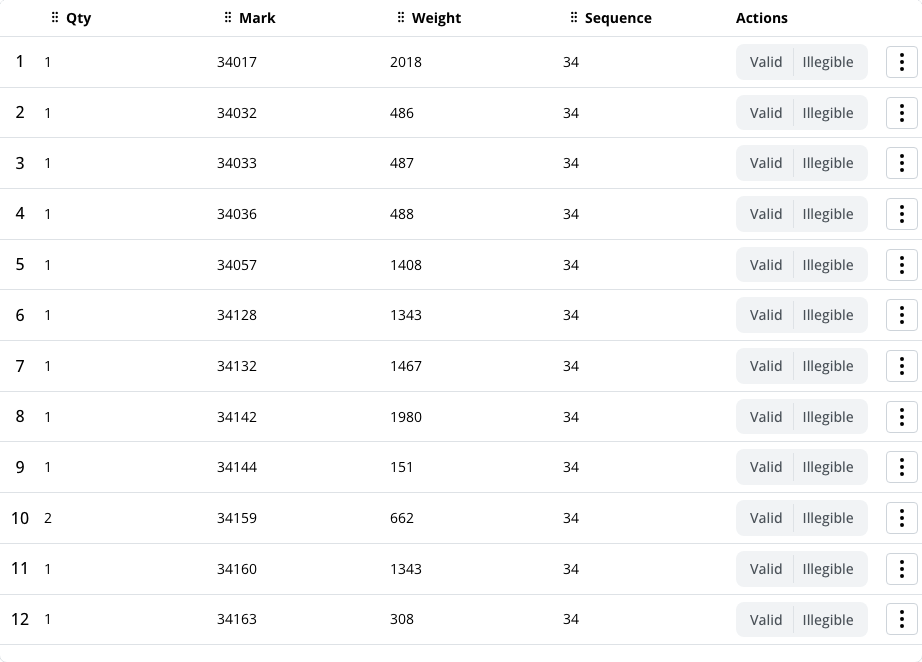 Qty Mark Weight Sequence Actions
1 1 34017 2018 34 Valid Illegible
2 1 34032 486 34 Valid Illegible
3 1 34033 487 34 Valid Illegible
4 1 34036 488 34 Valid Illegible
5 1 34057 1408 34 Valid Illegible
6 1 34128 1343 34 Valid Illegible
7 1 34132 1467 34 Valid Illegible
8 1 34142 1980 34 Valid Illegible
9 1 34144 151 34 Valid Illegible
10 2 34159 662 34 Valid Illegible
11 1 34160 1343 34 Valid Illegible
12 1 34163 308 34 Valid Illegible